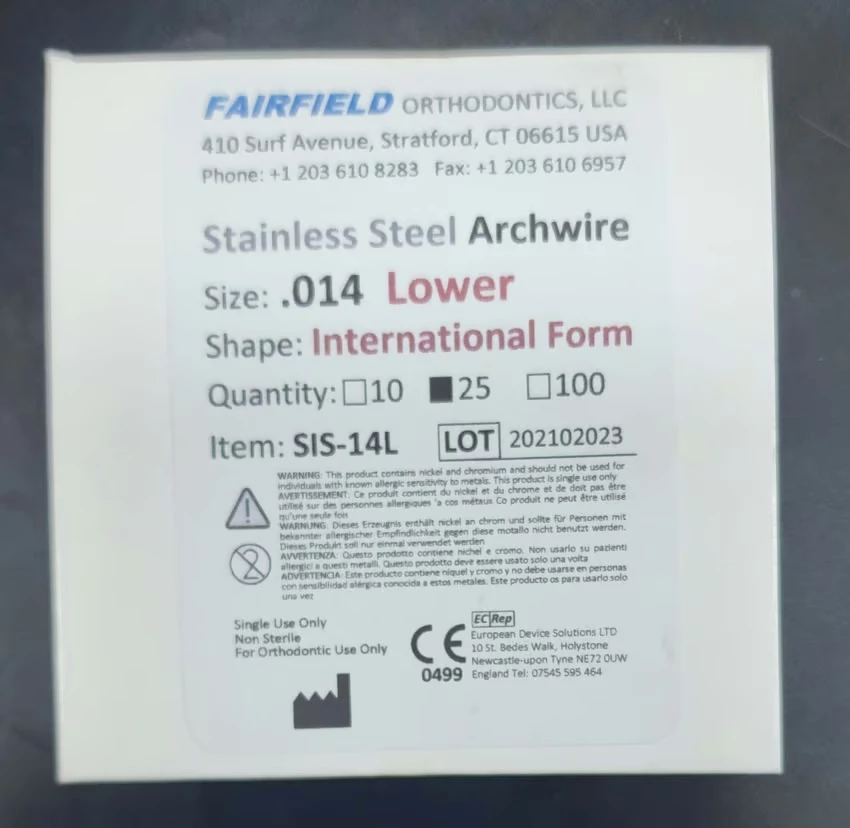 FAIRFIELD ORTHODONTICS, LLC
410 Surf Avenue, Stratford, CT 06615 USA
Phone: +1 203 610 8283 Fax: +1 203 610 6957
Stainless Steel Archwire
Size: .014 Lower
Shape: International Form
Quantity: 10 25 100
Item: SIS-14L LOT 202102023
WARNING: This product contains nickel and chromium and should not be used for
individuals with known allergic sensitivity to metals. This product is single use only
AVERTISSEMENT: Ce produit contient du nickel et du chrome et de doit pas être
utilisé sur des personnes allergiques 'a cos métaux Co produit ne peut être utilisé
qu'une seule fois
WARNUNG: Dieses Erzeugnis enthält nickel an chrom und sollte für Personen mit
bekannter allergischer Empfindlichkeit gegen diese motallo nicht benutzt werden.
Dieses Produkt soll nur einmal verwendet werden
AVVERTENZA: Questo prodotto contiene nichel e cromo. Non usarlo su pazienti
allergici a questi metalli. Questo prodotto deve essere usato solo una volta
ADVERTENCIA: Este producto contiene niquel y cromo y no debe usarse en personas
con sensibilidad alérgica conocida a estos metales. Este producto os para usarlo solo
una vez
2
Single Use Only
Non Sterile
For Orthodontic Use Only
CE
0499
EC Rep
European Device Solutions LTD
10 St. Bedes Walk, Holystone
Newcastle-upon Tyne NE72 0UW
England Tel: 07545 595 464